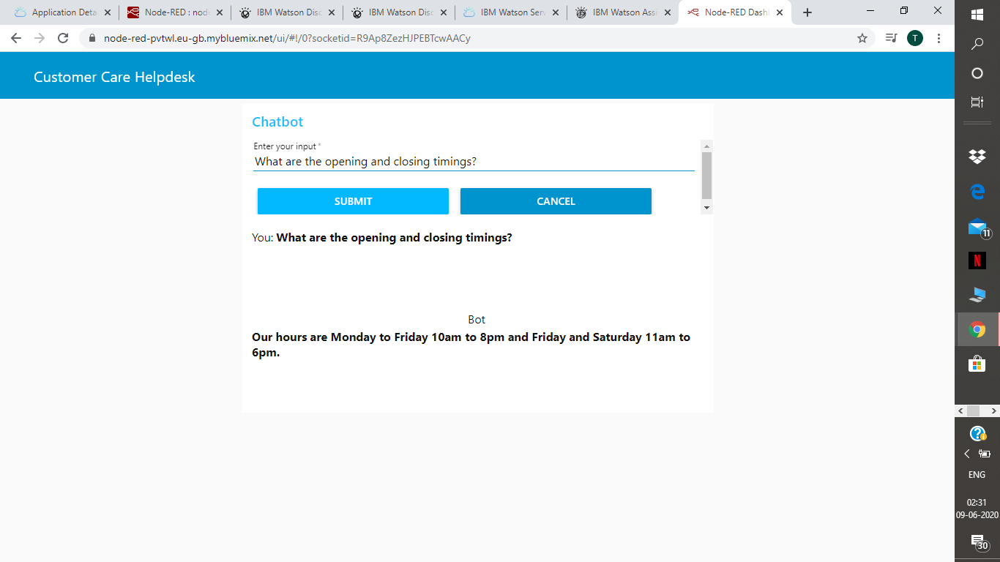 Application Deta
Node-RED : node
IBM Watson Disc
IBM Watson Disc
IBM Watson Serv
IBM Watson Assi
Node-RED Dashb
node-red-pvtwl.eu-gb.mybluemix.net/ui/#!/0?socketid=R9Ap8ZezHJPEBTcwAACy
T
Customer Care Helpdesk
Chatbot
Enter your input *
What are the opening and closing timings?
SUBMIT CANCEL
You: What are the opening and closing timings?
Bot
Our hours are Monday to Friday 10am to 8pm and Friday and Saturday 11am to
6pm.
11
N
ENG
02:31
09-06-2020
30